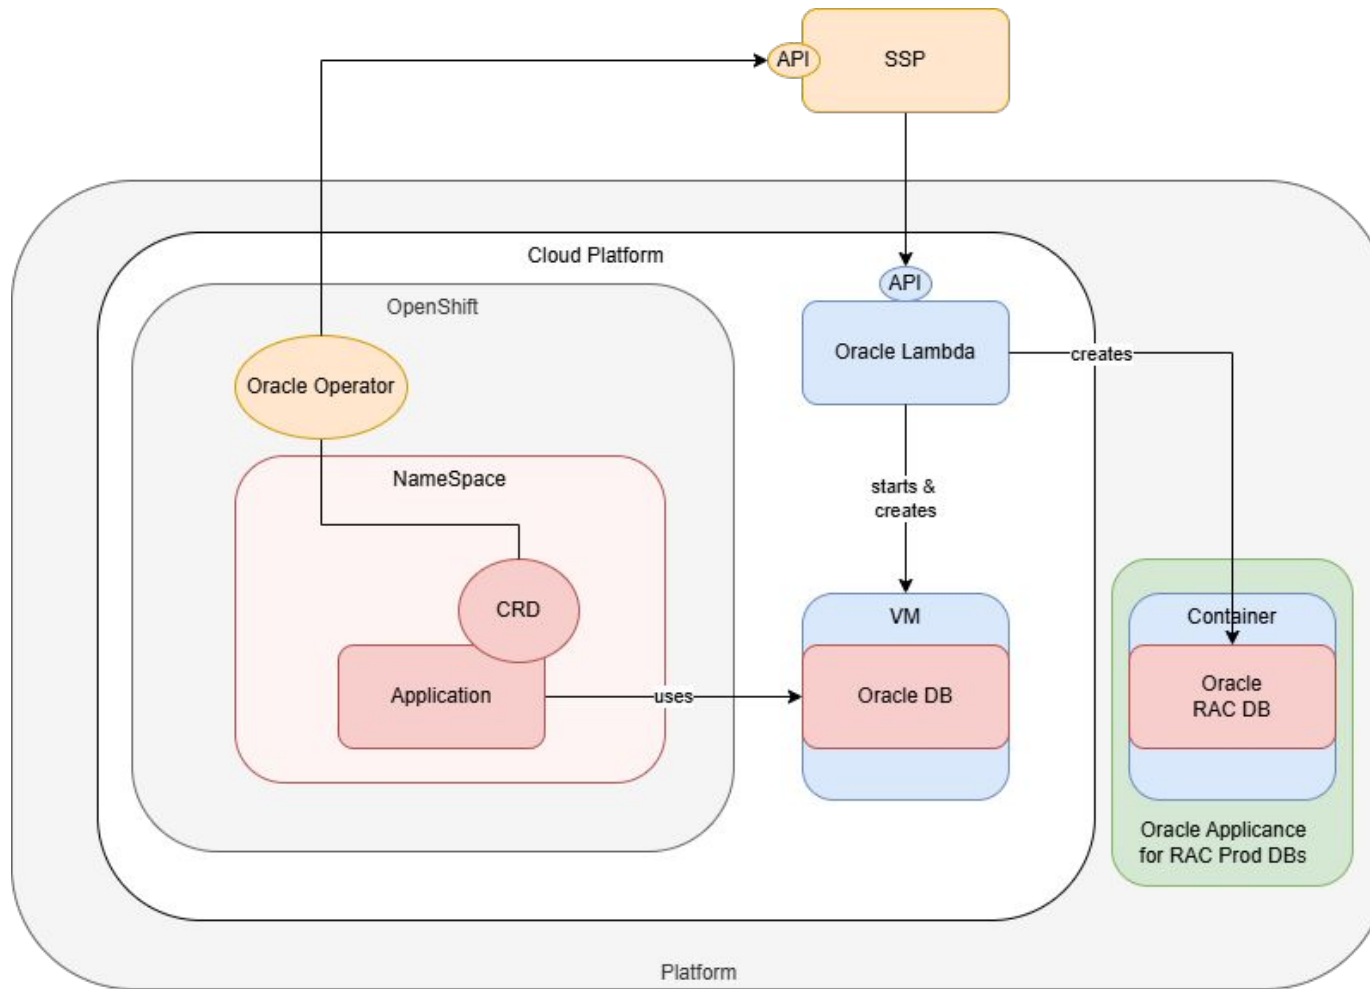 API
SSP
Cloud Platform
OpenShift
API
Oracle Lambda
creates
Oracle Operator
NameSpace
starts &
creates
CRD
VM
Container
Application
uses
Oracle DB
Oracle
RAC DB
Oracle Applicance
for RAC Prod DBs
Platform